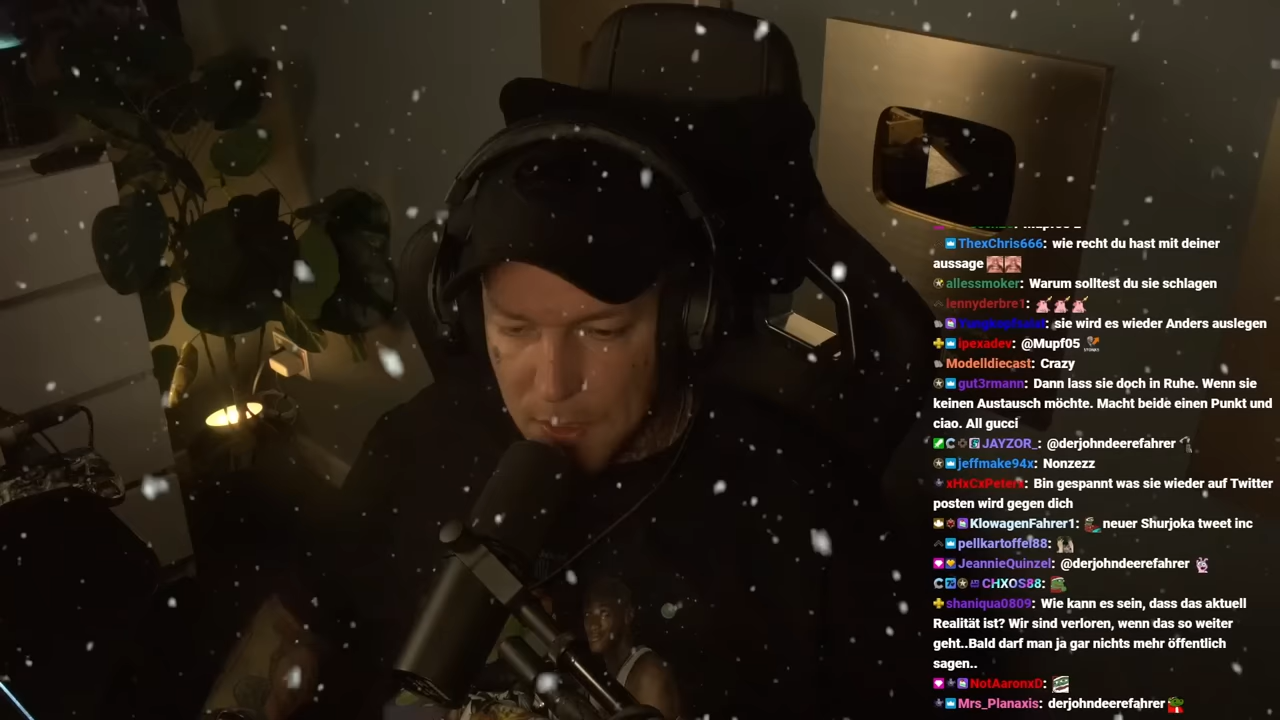 ThexChris666: wie recht du hast mit deiner
aussage
allessmoker: Warum solltest du sie schlagen
jennyderbre1:
sie wird es wieder Anders auslegen
ipexadev: @Mupf05
Modelldiecast: Crazy
gut3rmann: Dann lass sie doch in Ruhe. Wenn sie
keinen Austausch möchte. Macht beide einen Punkt und
ciao. All gucci
JAYZOR_: @derjohndeerefahrer
jeffmake94x: Nonzezz
xHxCxPeterx: Bin gespannt was sie wieder auf Twitter
posten wird gegen dich
KlowagenFahrer1: neuer Shurjoka tweet inc
pellkartoffel88:
JeannieQuinzel: @derjohndeerefahrer
CHXOS88:
shaniqua0809: Wie kann es sein, dass das aktuell
Realität ist? Wir sind verloren, wenn das so weiter
geht..Bald darf man ja gar nichts mehr öffentlich
sagen..
NotAaronxD:
Mrs_Planaxis: derjohndeerefahrer